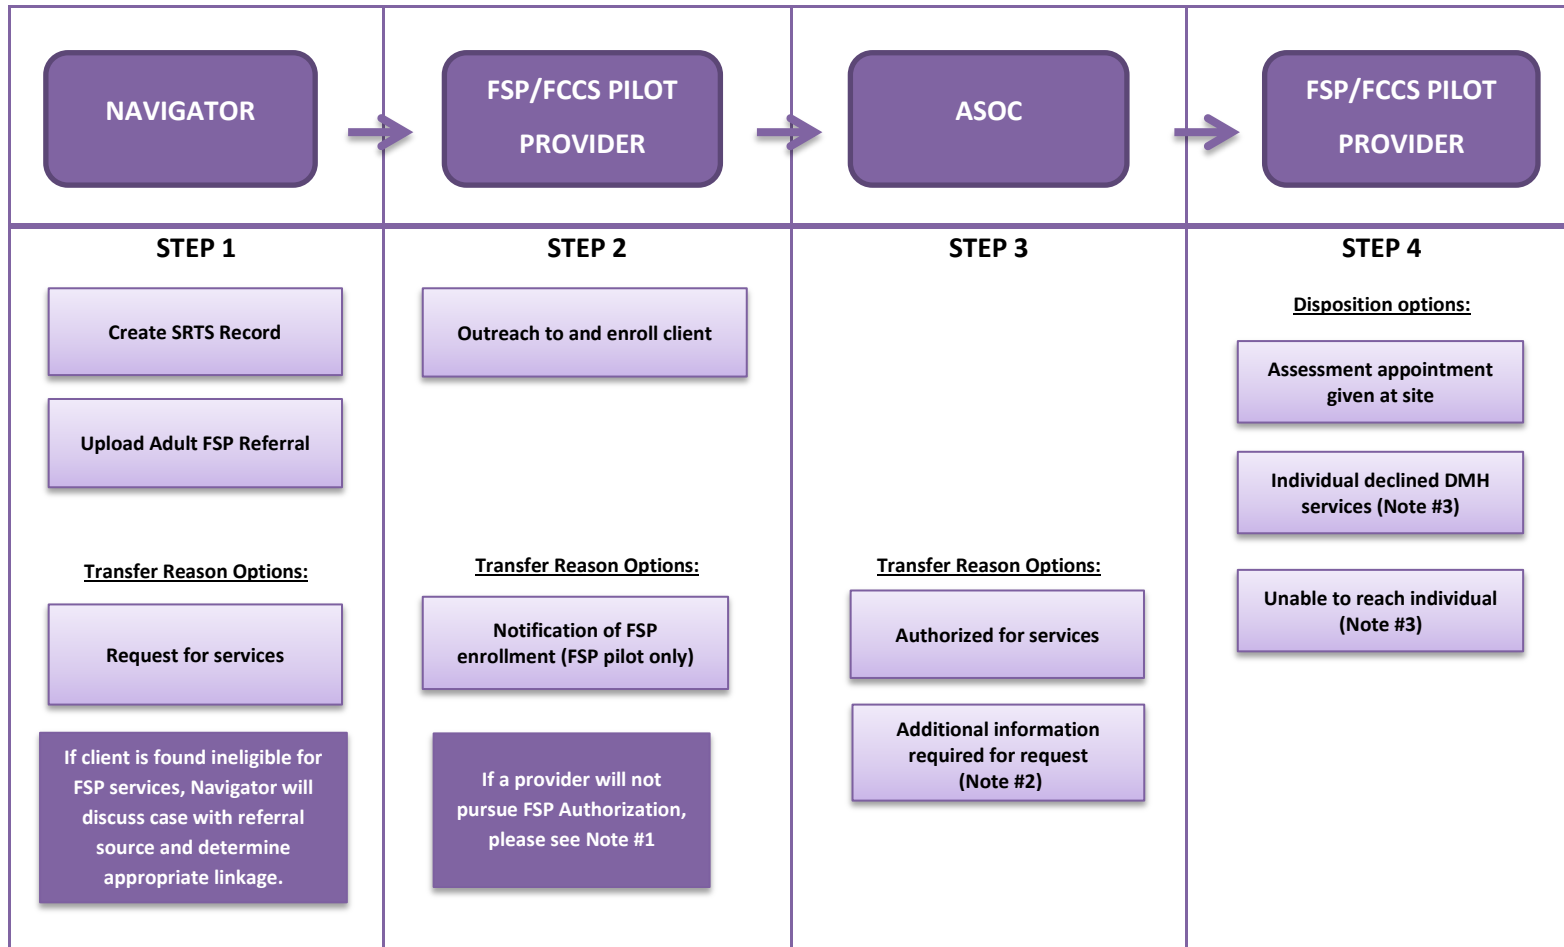 NAVIGATOR
FSP/FCCS PILOT
PROVIDER
ASOC
FSP/FCCS PILOT
PROVIDER
STEP 1
Create SRTS Record
Upload Adult FSP Referral
Transfer Reason Options:
Request for services
If client is found ineligible for
FSP services, Navigator will
discuss case with referral
source and determine
appropriate linkage.
STEP 2
Outreach to and enroll client
Transfer Reason Options:
Notification of FSP
enrollment (FSP pilot only)
If a provider will not
pursue FSP Authorization,
please see Note #1
STEP 3
Transfer Reason Options:
Authorized for services
Additional information
required for request
(Note #2)
STEP 4
Disposition options:
Assessment appointment
given at site
Individual declined DMH
services (Note #3)
Unable to reach individual
(Note #3)